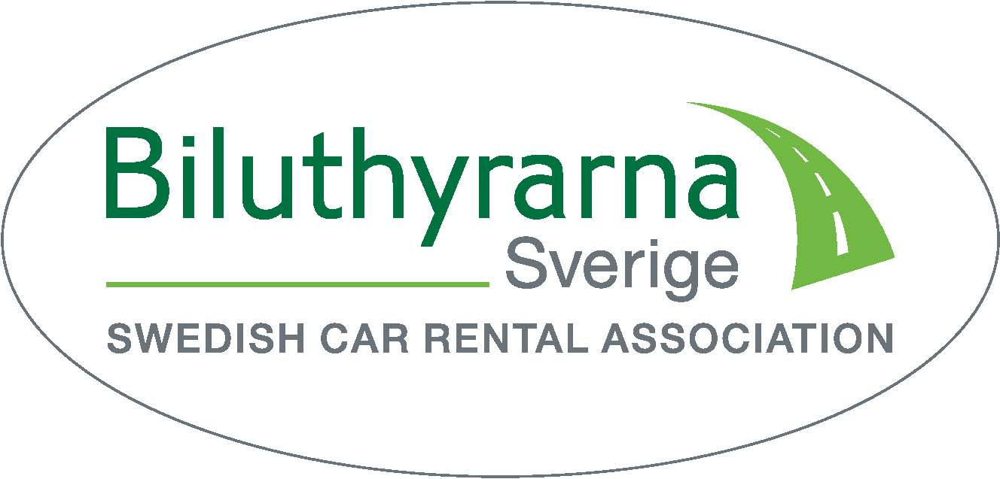 Biluthyrarna
Sverige
SWEDISH CAR RENTAL ASSOCIATION